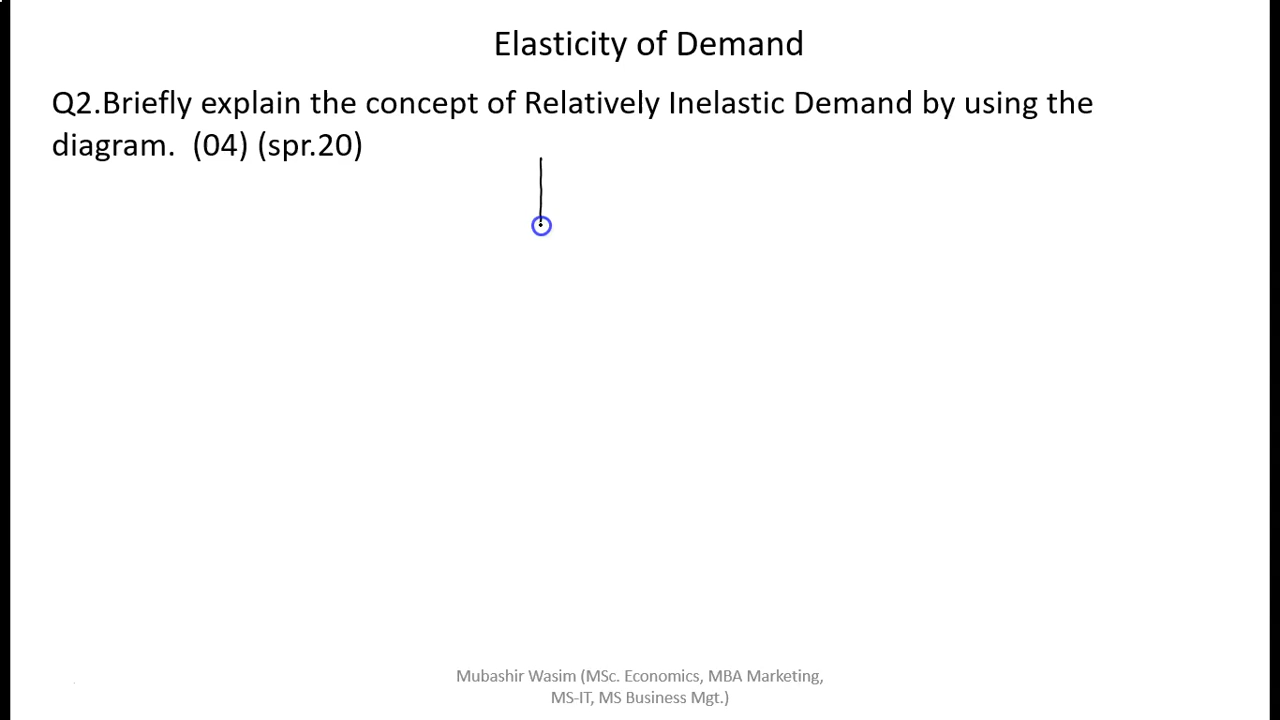 Elasticity of Demand
Q2.Briefly explain the concept of Relatively Inelastic Demand by using the
diagram.  (04) (spr.20)
Mubashir Wasim (MSc. Economics, MBA Marketing,
MS-IT, MS Business Mgt.)